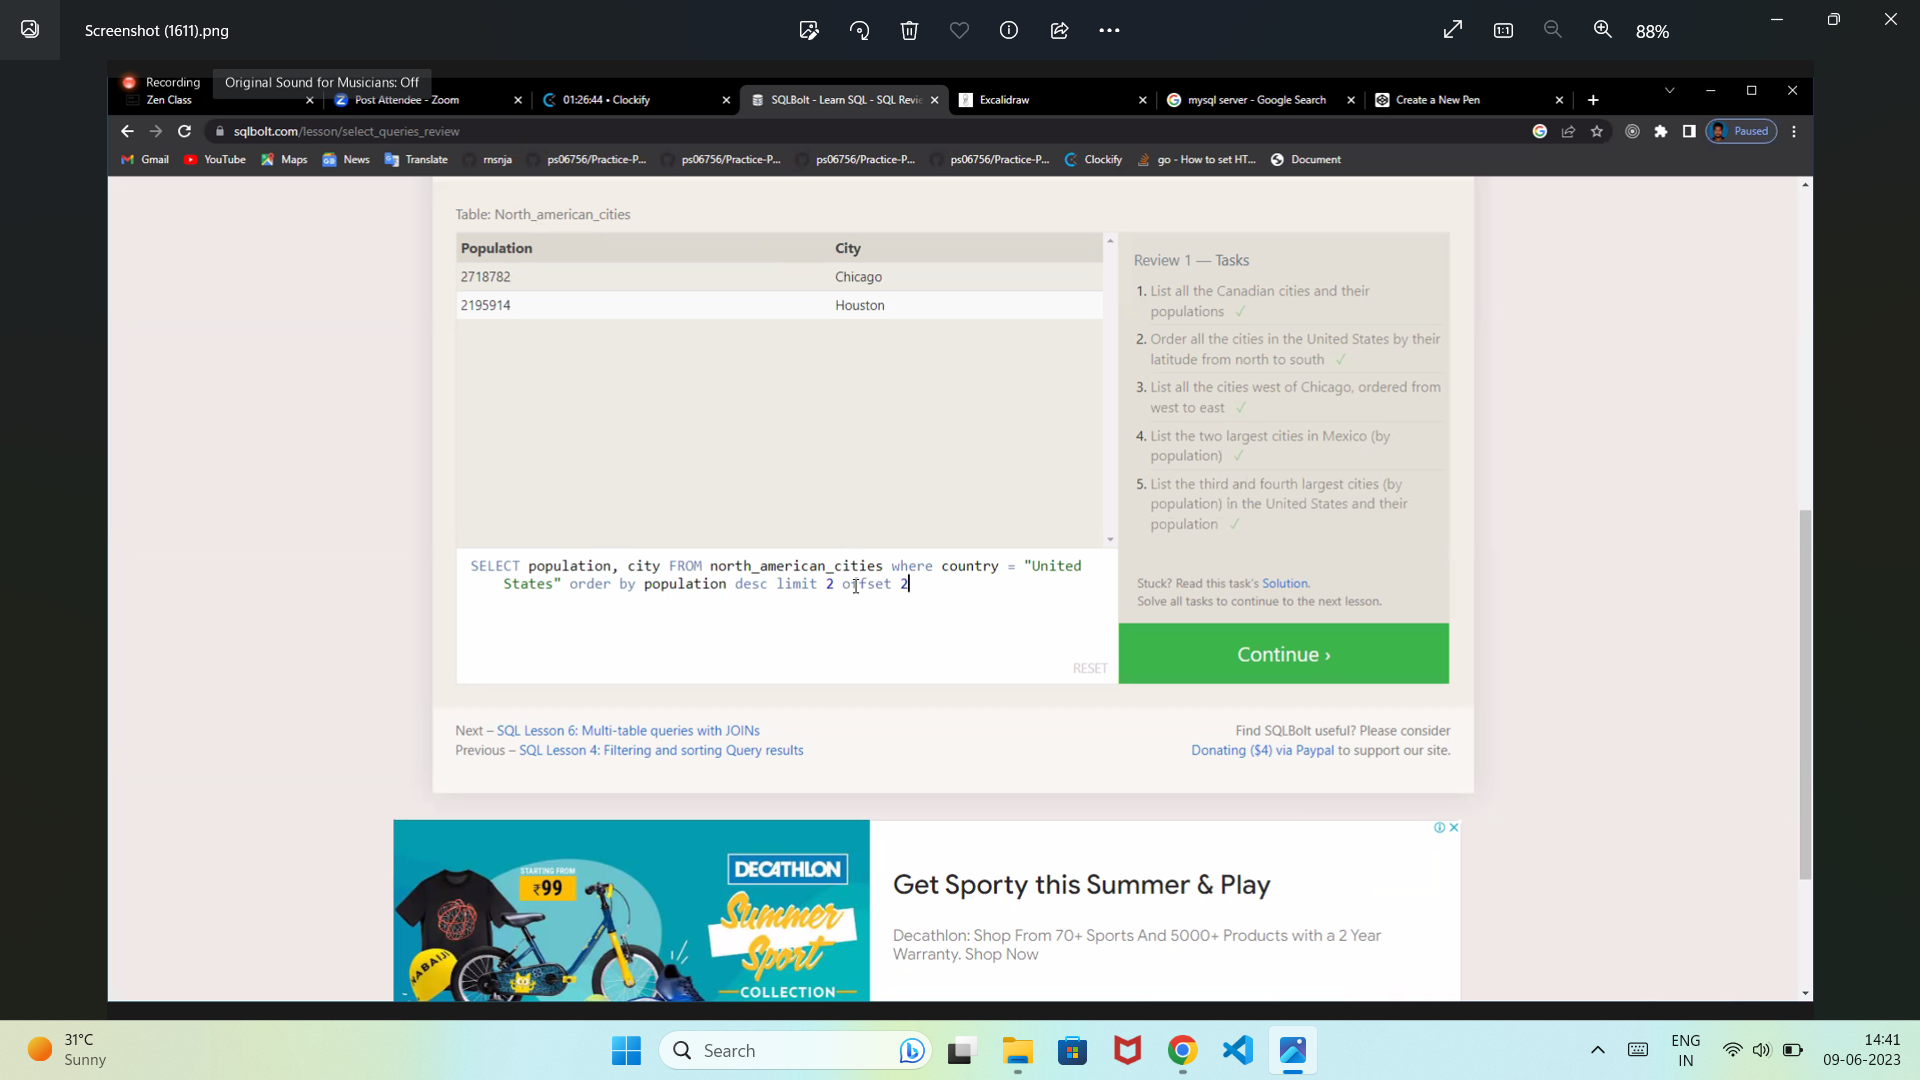 Screenshot (1611).png
88%
Recording
Original Sound for Musicians: Off
Zen Class
Post Attendee - Zoom
01:26:44 • Clockify
SQLBolt - Learn SQL - SQL Revie
Excalidraw
mysql server - Google Search
Create a New Pen
sqlbolt.com/lesson/select_queries_review
Paused
Gmail
YouTube
Maps
News
Translate
rnsnja
ps06756/Practice-P...
ps06756/Practice-P...
ps06756/Practice-P...
ps06756/Practice-P...
Clockify
go - How to set HT...
Document
Table: North_american_cities
Population City
2718782 Chicago
2195914 Houston
Review 1 — Tasks
1. List all the Canadian cities and their
populations ✓
2. Order all the cities in the United States by their
latitude from north to south ✓
3. List all the cities west of Chicago, ordered from
west to east ✓
4. List the two largest cities in Mexico (by
population) ✓
5. List the third and fourth largest cities (by
population) in the United States and their
population ✓
SELECT population, city FROM north_american_cities where country = "United
States" order by population desc limit 2 offset 2
RESET
Stuck? Read this task's Solution.
Solve all tasks to continue to the next lesson.
Continue ›
Next – SQL Lesson 6: Multi-table queries with JOINs
Previous – SQL Lesson 4: Filtering and sorting Query results
Find SQLBolt useful? Please consider
Donating ($4) via Paypal to support our site.
STARTING FROM
₹99
DECATHLON
Summer
Sport
COLLECTION
NABAIJI
Get Sporty this Summer & Play
Decathlon: Shop From 70+ Sports And 5000+ Products with a 2 Year
Warranty. Shop Now
31°C
Sunny
Search
ENG
IN
14:41
09-06-2023